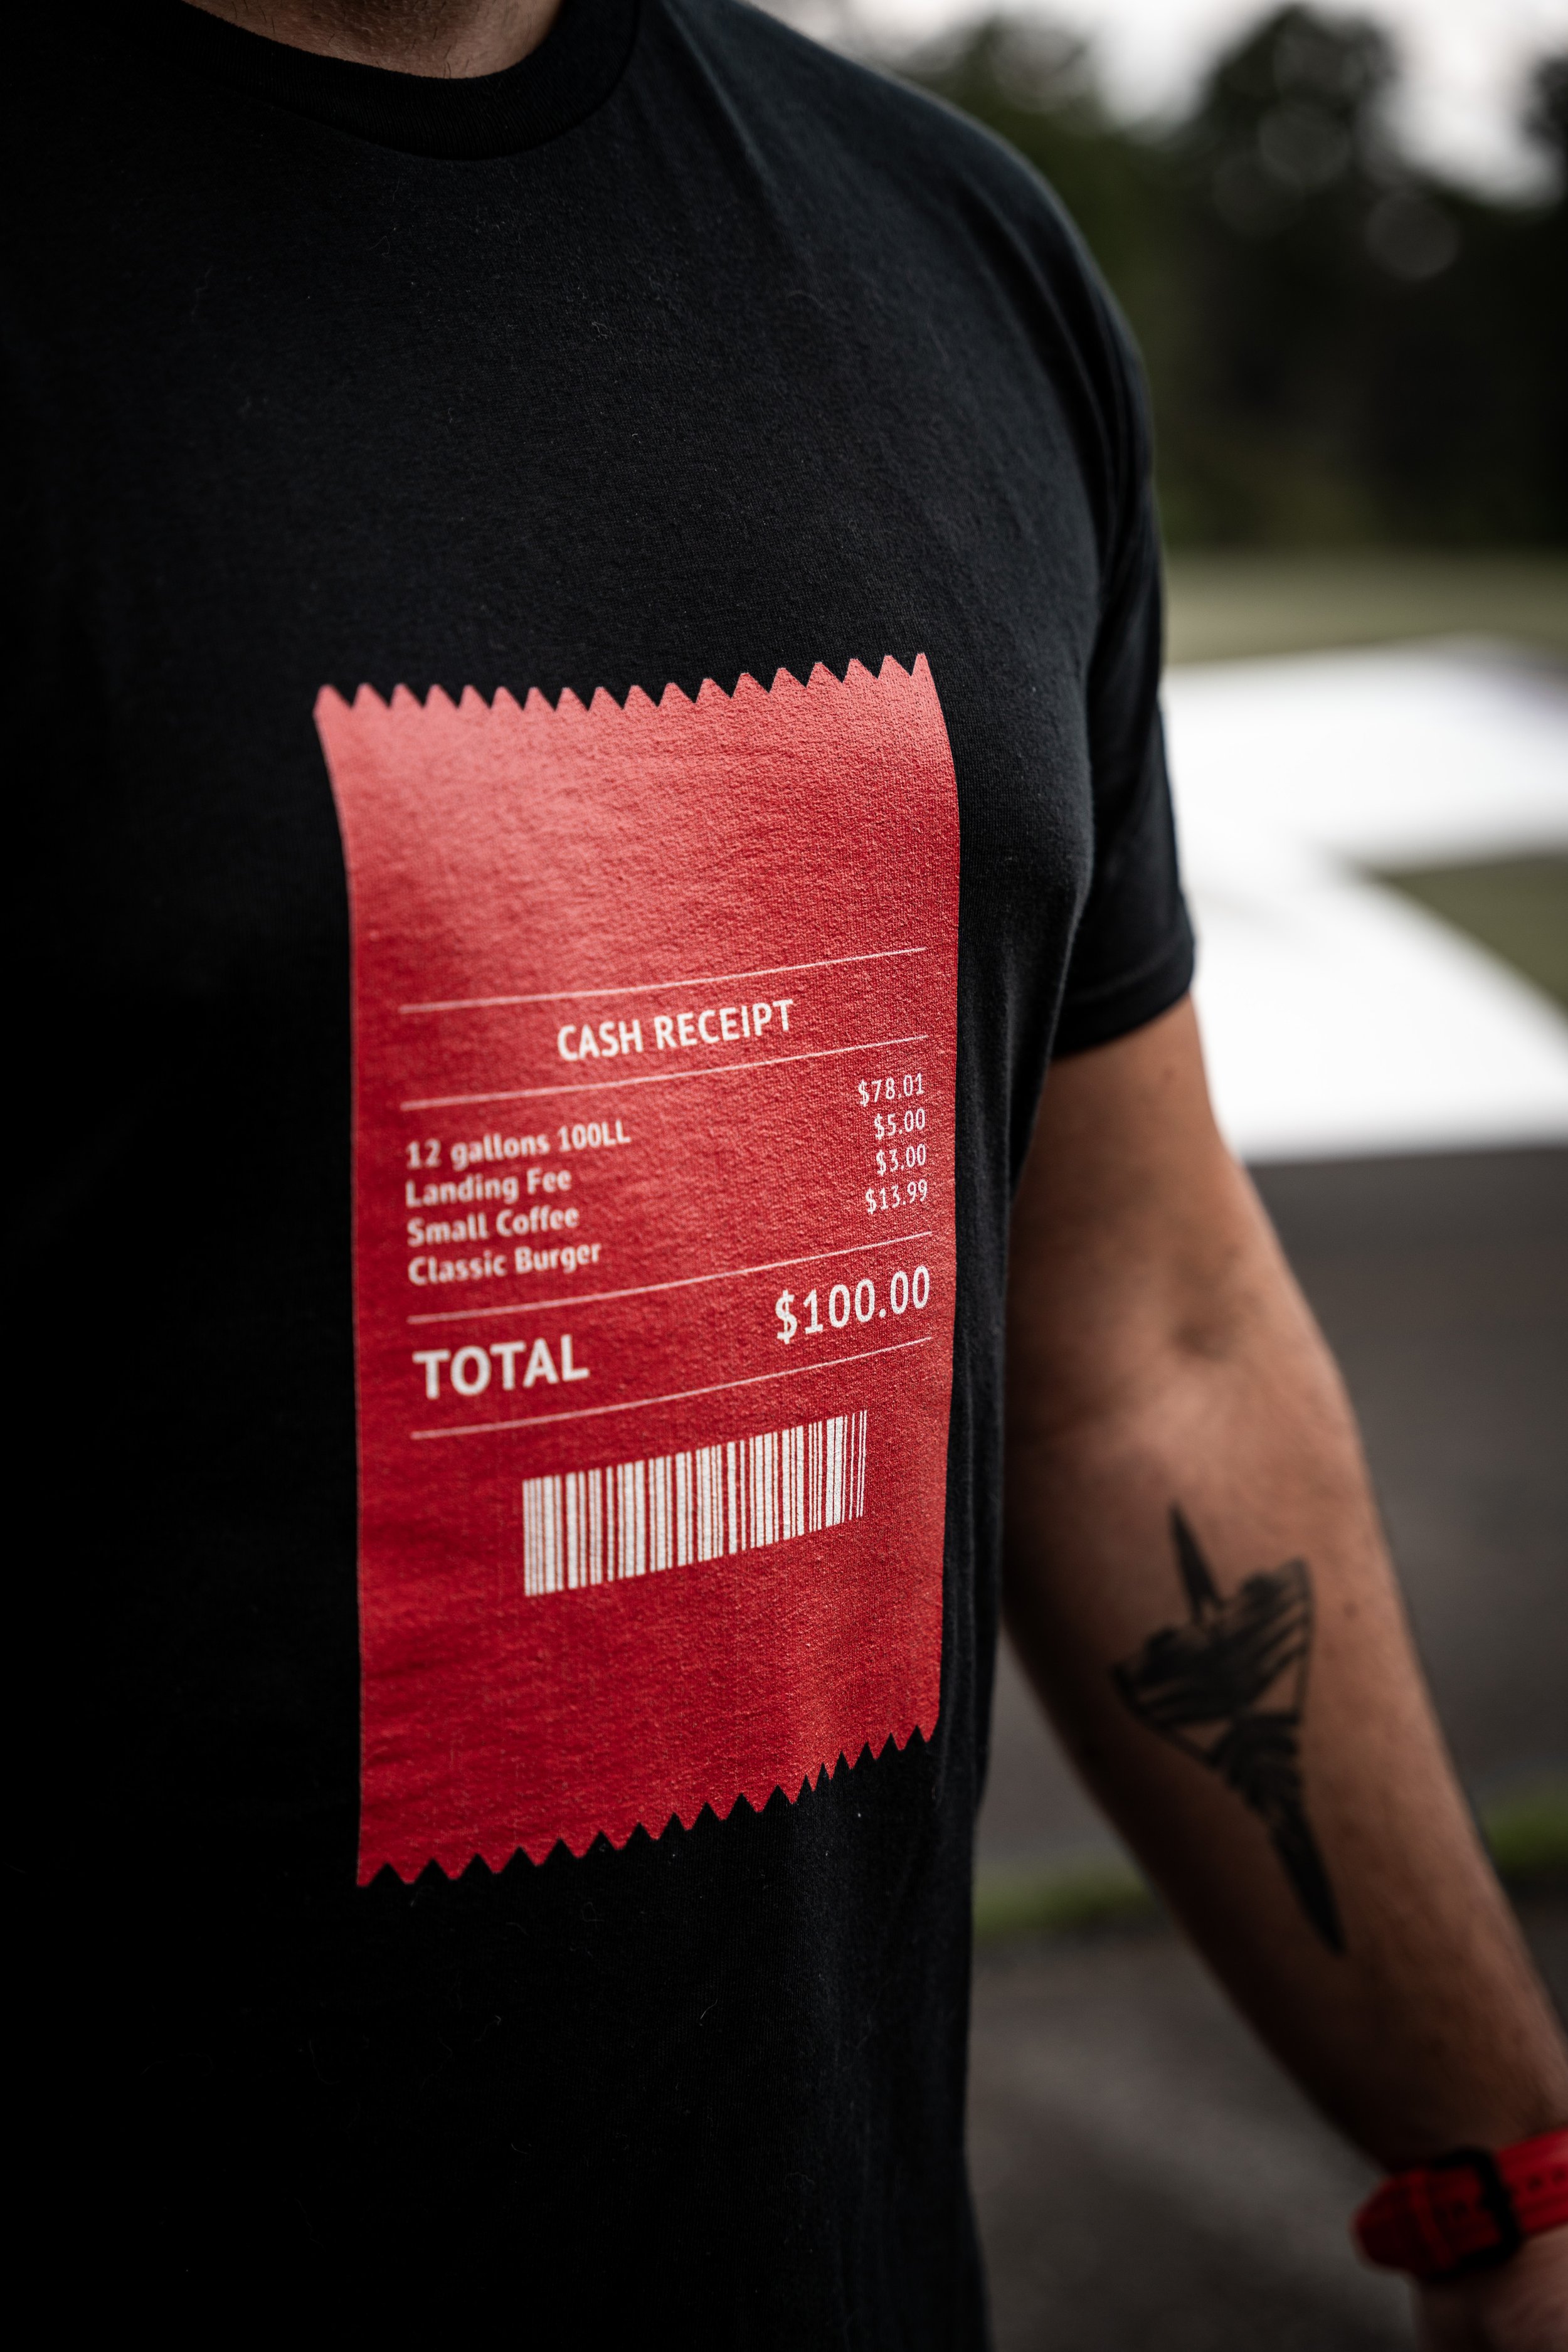 CASH RECEIPT
12 gallons 100LL $78.01
Landing Fee $5.00
Small Coffee $3.00
Classic Burger $13.99
TOTAL $100.00